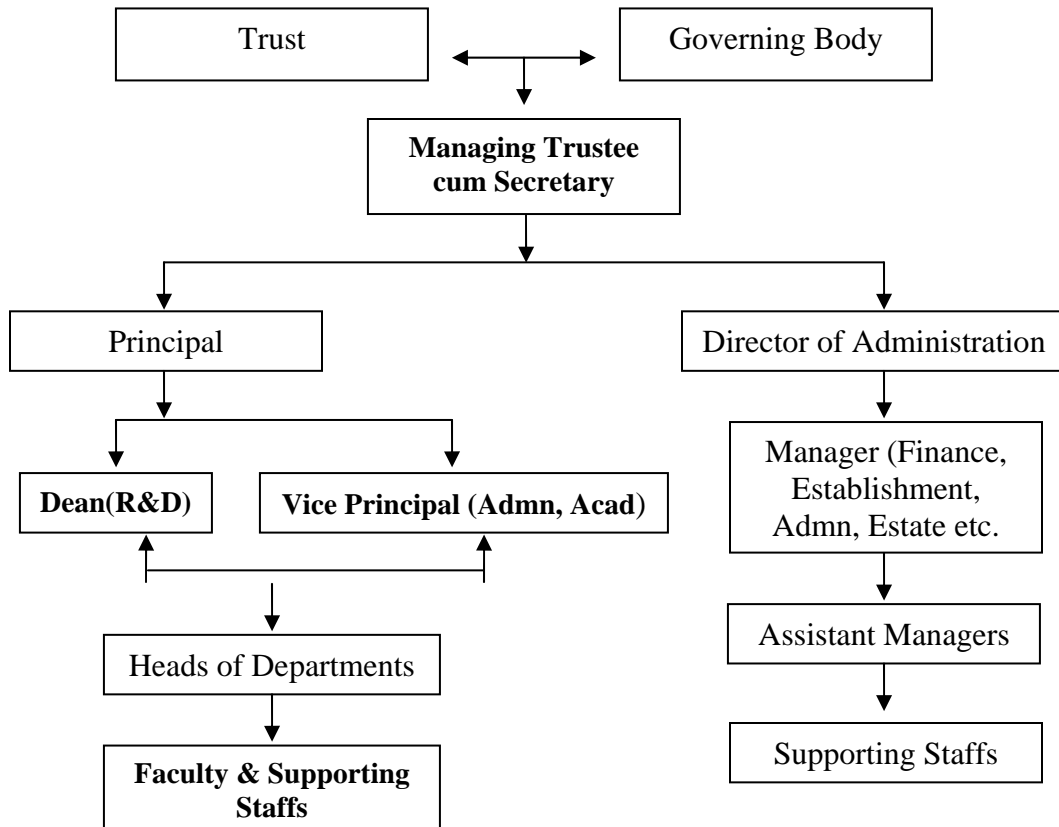 Trust
Governing Body
Managing Trustee
cum Secretary
Principal
Director of Administration
Dean(R&D)
Vice Principal (Admn, Acad)
Manager (Finance,
Establishment,
Admn, Estate etc.
Heads of Departments
Assistant Managers
Faculty & Supporting
Staffs
Supporting Staffs